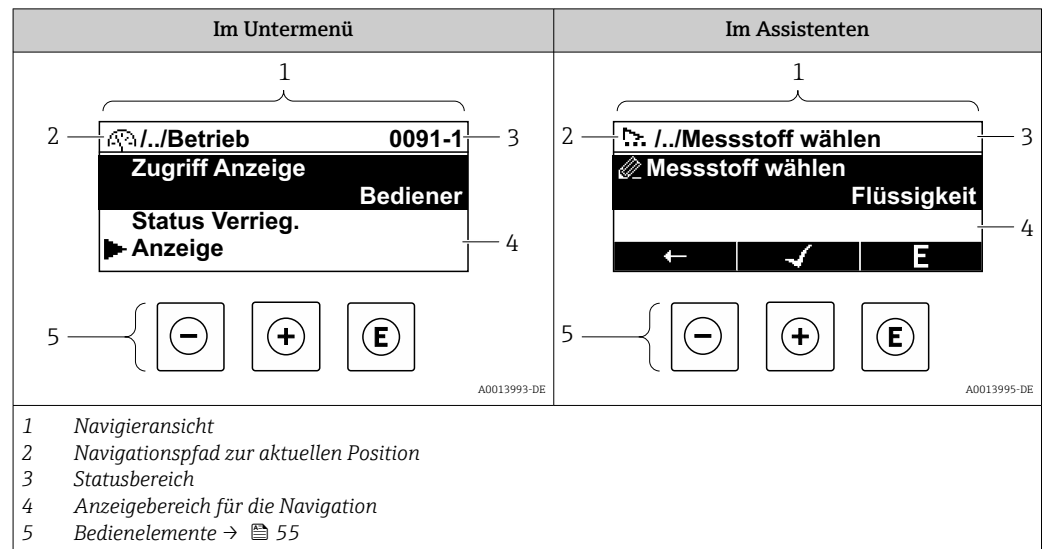 Im Untermenü
Im Assistenten
1
2
/../Betrieb 0091-1
3
Zugriff Anzeige
Bediener
Status Verrieg.
Anzeige
4
5
− + E
A0013993-DE
1
2
/../Messstoff wählen
3
Messstoff wählen
Flüssigkeit
4
← ✓ E
5
− + E
A0013995-DE
1 Navigieransicht
2 Navigationspfad zur aktuellen Position
3 Statusbereich
4 Anzeigebereich für die Navigation
5 Bedienelemente → 55